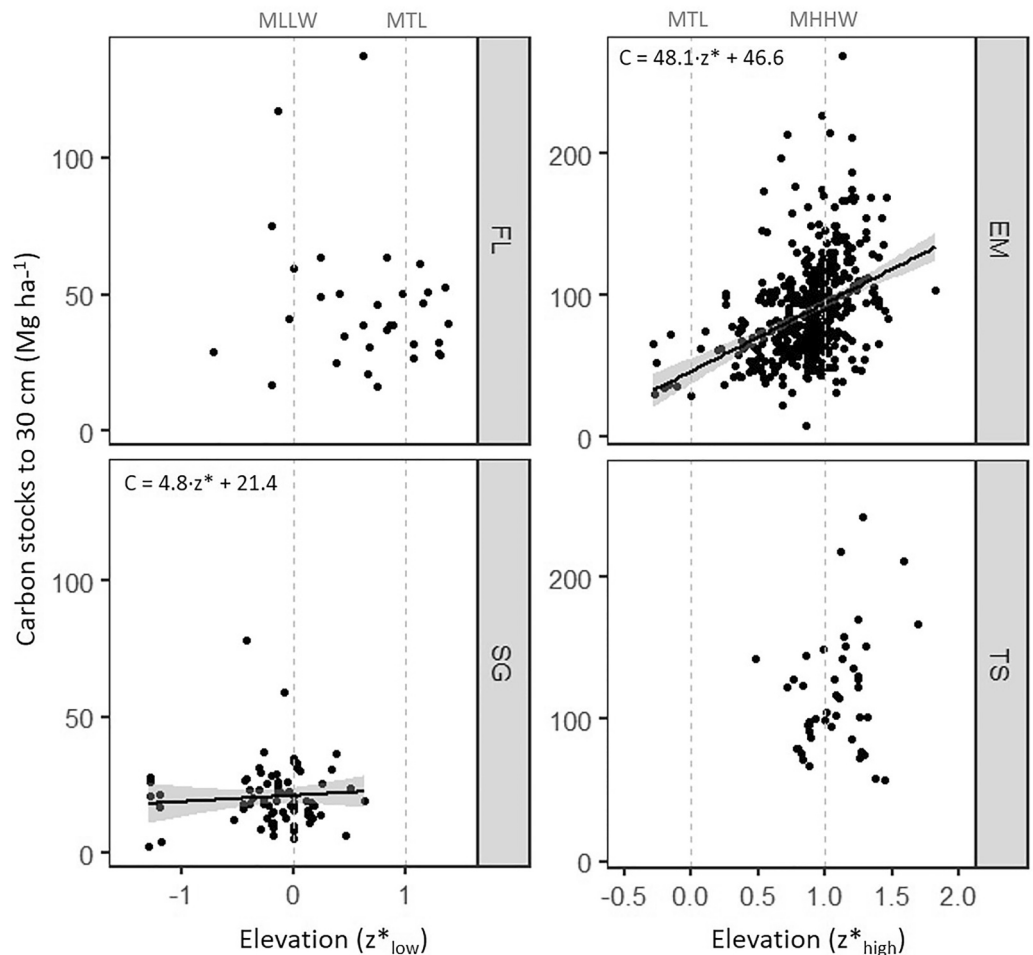 MLLW MTL MTL MHHW
C = 48.1·z* + 46.6
100
50
0
FL
200
100
0
EM
Carbon stocks to 30 cm (Mg ha-1)
C = 4.8·z* + 21.4
100
50
0
SG
200
100
0
TS
-1 0 1
-0.5 0.0 0.5 1.0 1.5 2.0
Elevation (z*low)
Elevation (z*high)